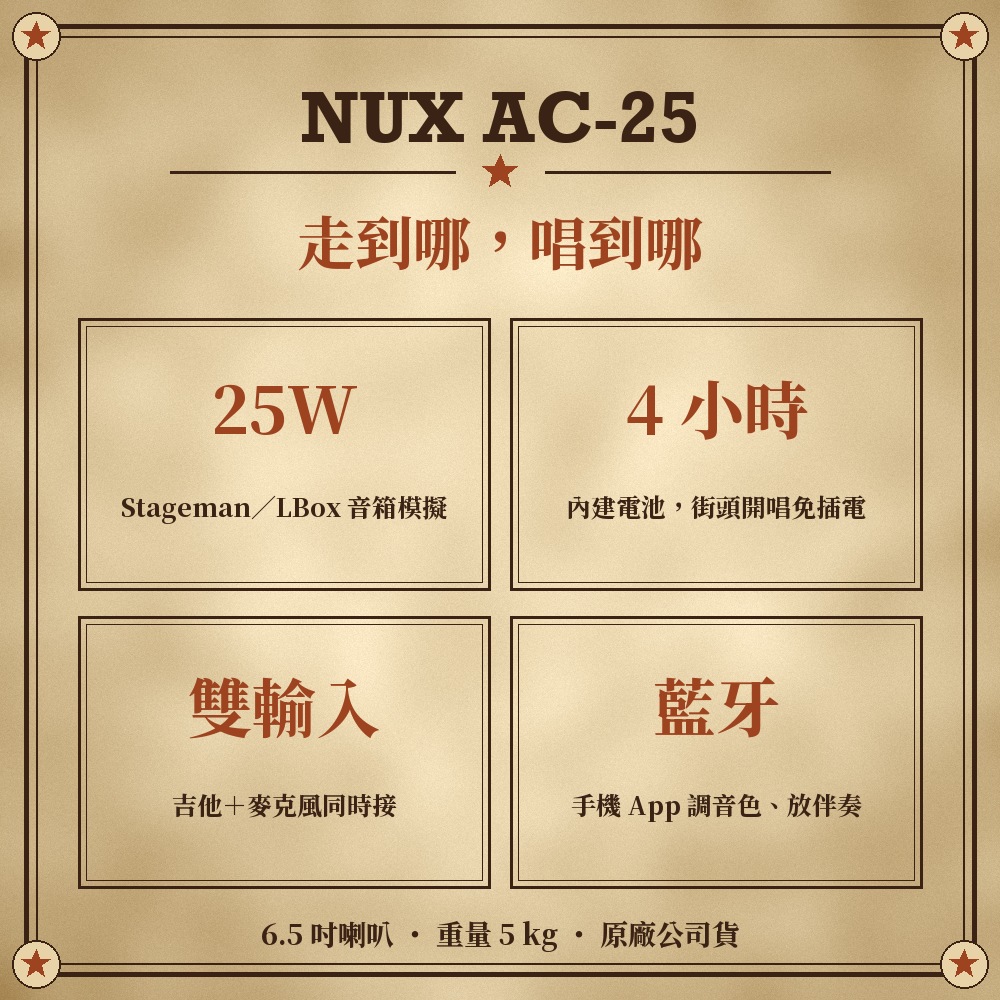 NUX AC-25
走到哪，唱到哪
25W
Stageman／LBox 音箱模擬
4 小時
內建電池，街頭開唱免插電
雙輸入
吉他＋麥克風同時接
藍牙
手機 App 調音色、放伴奏
6.5 吋喇叭 · 重量 5 kg · 原廠公司貨